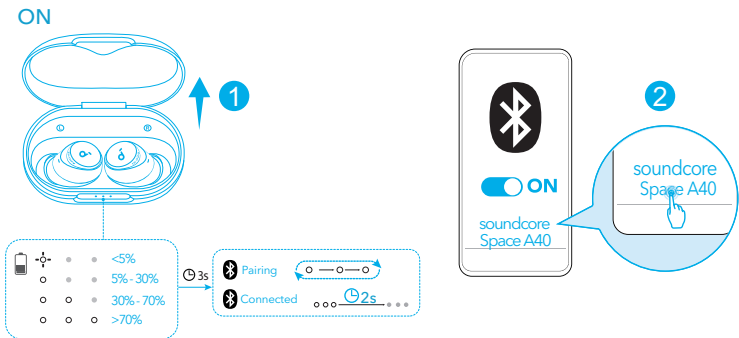 ON
1
L R
<5%
5% - 30%
30% - 70%
>70%
3s
Pairing
Connected
2s
ON
soundcore
Space A40
2
soundcore
Space A40